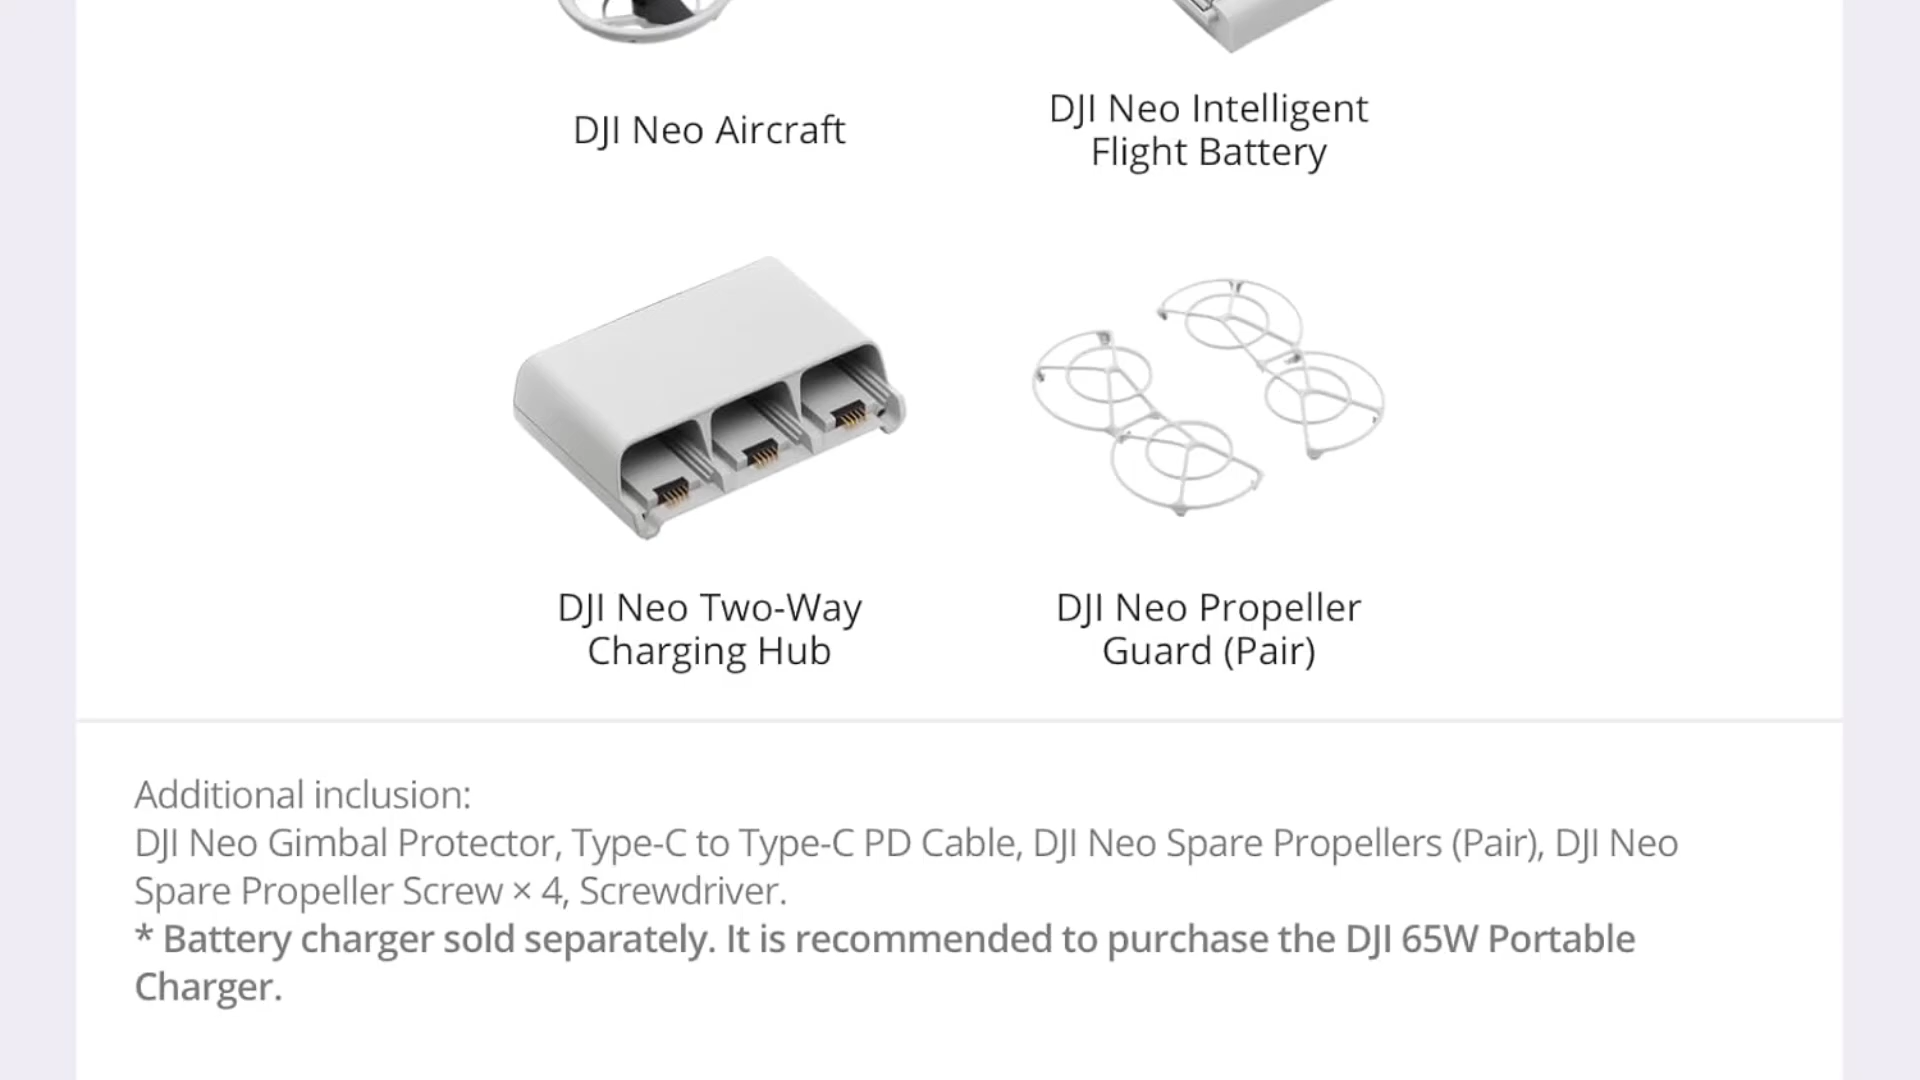 DJI Neo Aircraft
DJI Neo Intelligent
Flight Battery
DJI Neo Two-Way
Charging Hub
DJI Neo Propeller
Guard (Pair)
Additional inclusion:
DJI Neo Gimbal Protector, Type-C to Type-C PD Cable, DJI Neo Spare Propellers (Pair), DJI Neo
Spare Propeller Screw × 4, Screwdriver.
* Battery charger sold separately. It is recommended to purchase the DJI 65W Portable
Charger.